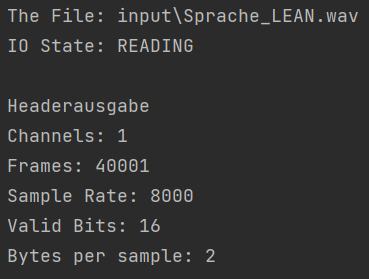 The File: input\Sprache_LEAN.wav
IO State: READING
Headerausgabe
Channels: 1
Frames: 40001
Sample Rate: 8000
Valid Bits: 16
Bytes per sample: 2